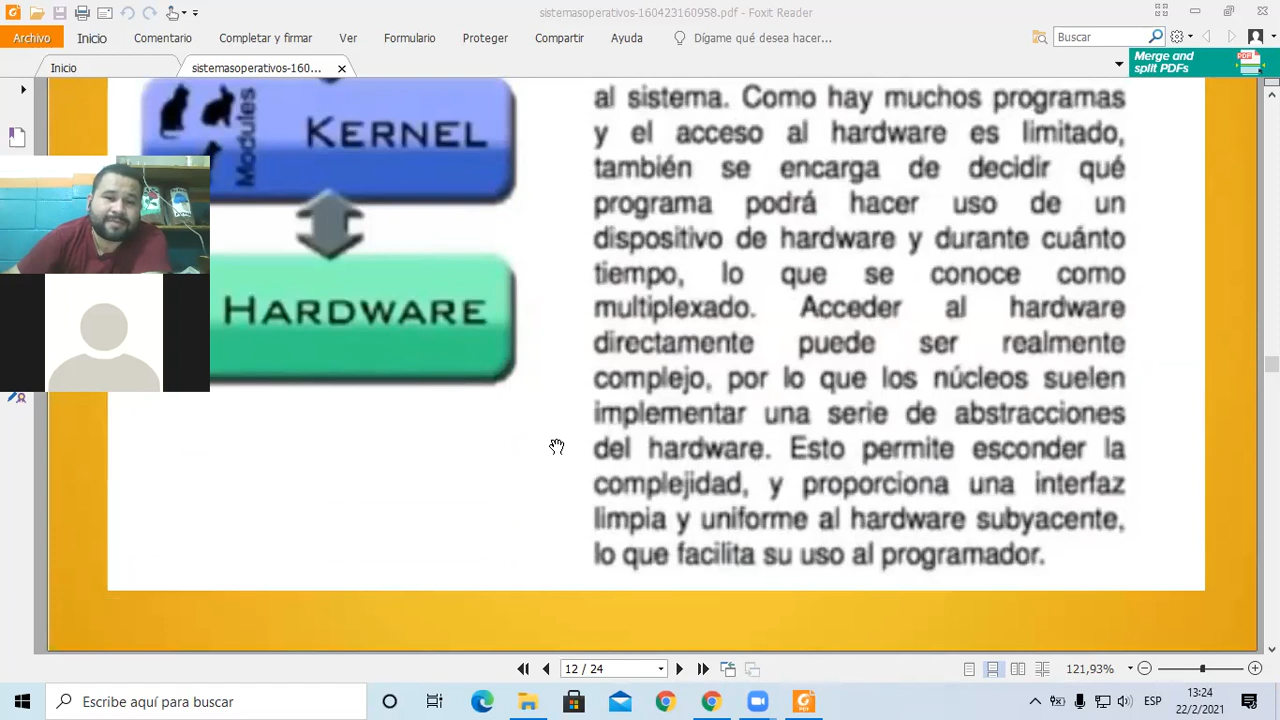 sistemasoperativos-160423160958.pdf - Foxit Reader
Archivo Inicio Comentario Completar y firmar Ver Formulario Proteger Compartir Ayuda Dígame qué desea hacer... Buscar
Inicio sistemasoperativos-160...
Merge and
split PDFs
PDF
Modules
KERNEL
HARDWARE
al sistema. Como hay muchos programas
y el acceso al hardware es limitado,
también se encarga de decidir qué
programa podrá hacer uso de un
dispositivo de hardware y durante cuánto
tiempo, lo que se conoce como
multiplexado. Acceder al hardware
directamente puede ser realmente
complejo, por lo que los núcleos suelen
implementar una serie de abstracciones
del hardware. Esto permite esconder la
complejidad, y proporciona una interfaz
limpia y uniforme al hardware subyacente,
lo que facilita su uso al programador.
12 / 24
121,93%
Escribe aquí para buscar
PDF
ESP
13:24
22/2/2021